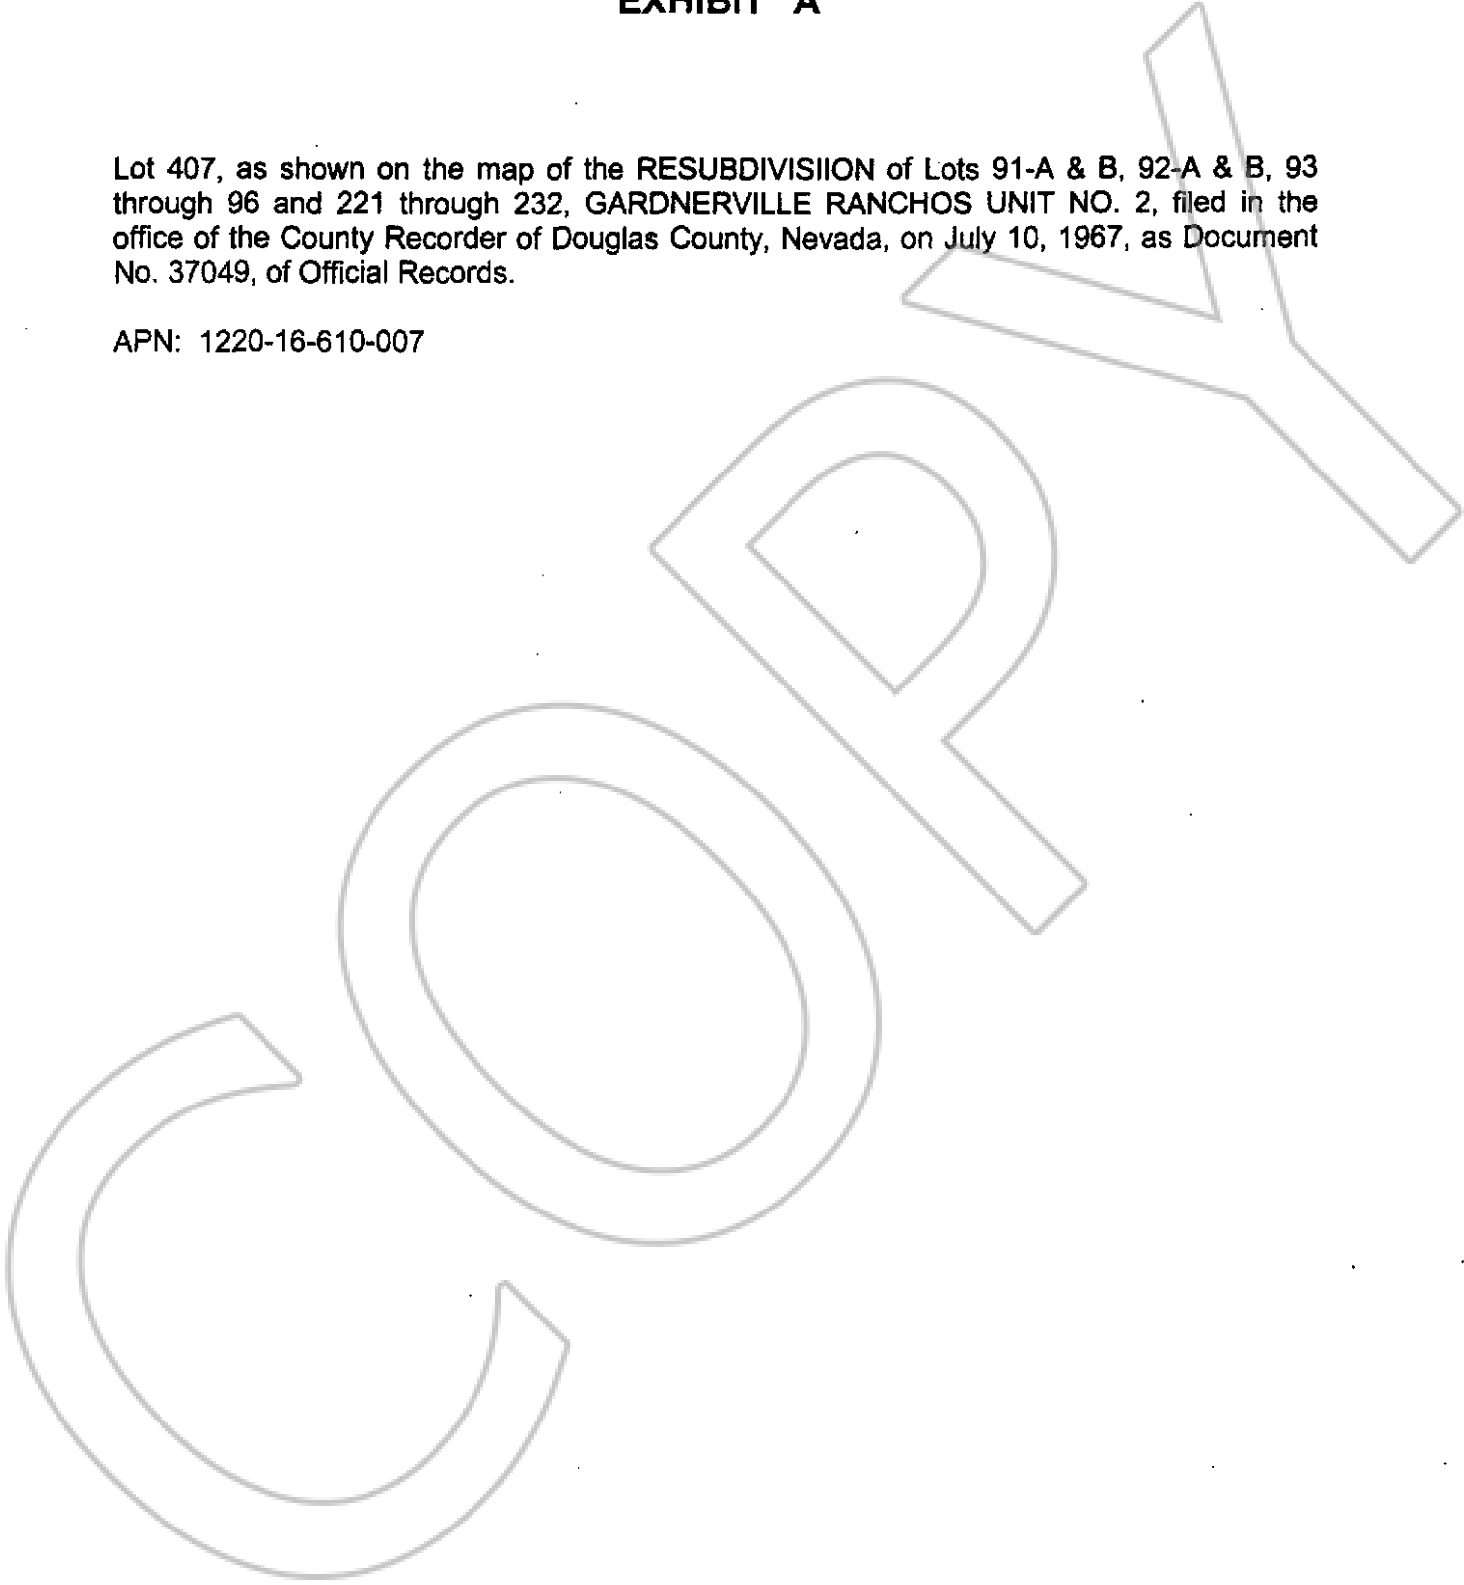 EXHIBIT "A"
Lot 407, as shown on the map of the RESUBDIVISIION of Lots 91-A & B, 92-A & B, 93
through 96 and 221 through 232, GARDNERVILLE RANCHOS UNIT NO. 2, filed in the
office of the County Recorder of Douglas County, Nevada, on July 10, 1967, as Document
No. 37049, of Official Records.
APN: 1220-16-610-007
COPY